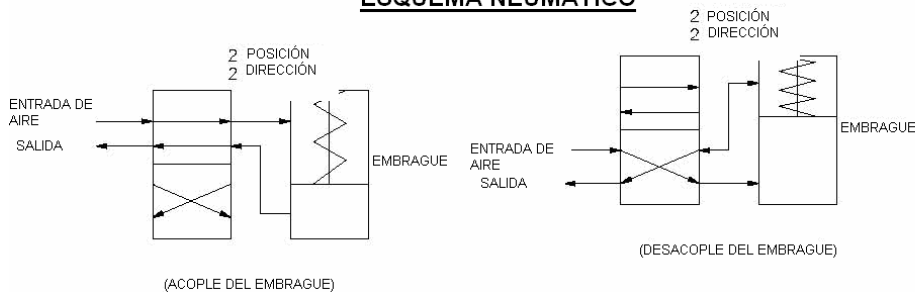 ESQUEMA NEUMÁTICO
2 POSICIÓN
2 DIRECCIÓN
ENTRADA DE
AIRE
SALIDA
EMBRAGUE
(ACOPLE DEL EMBRAGUE)
2 POSICIÓN
2 DIRECCIÓN
ENTRADA DE
AIRE
SALIDA
EMBRAGUE
(DESACOPLE DEL EMBRAGUE)